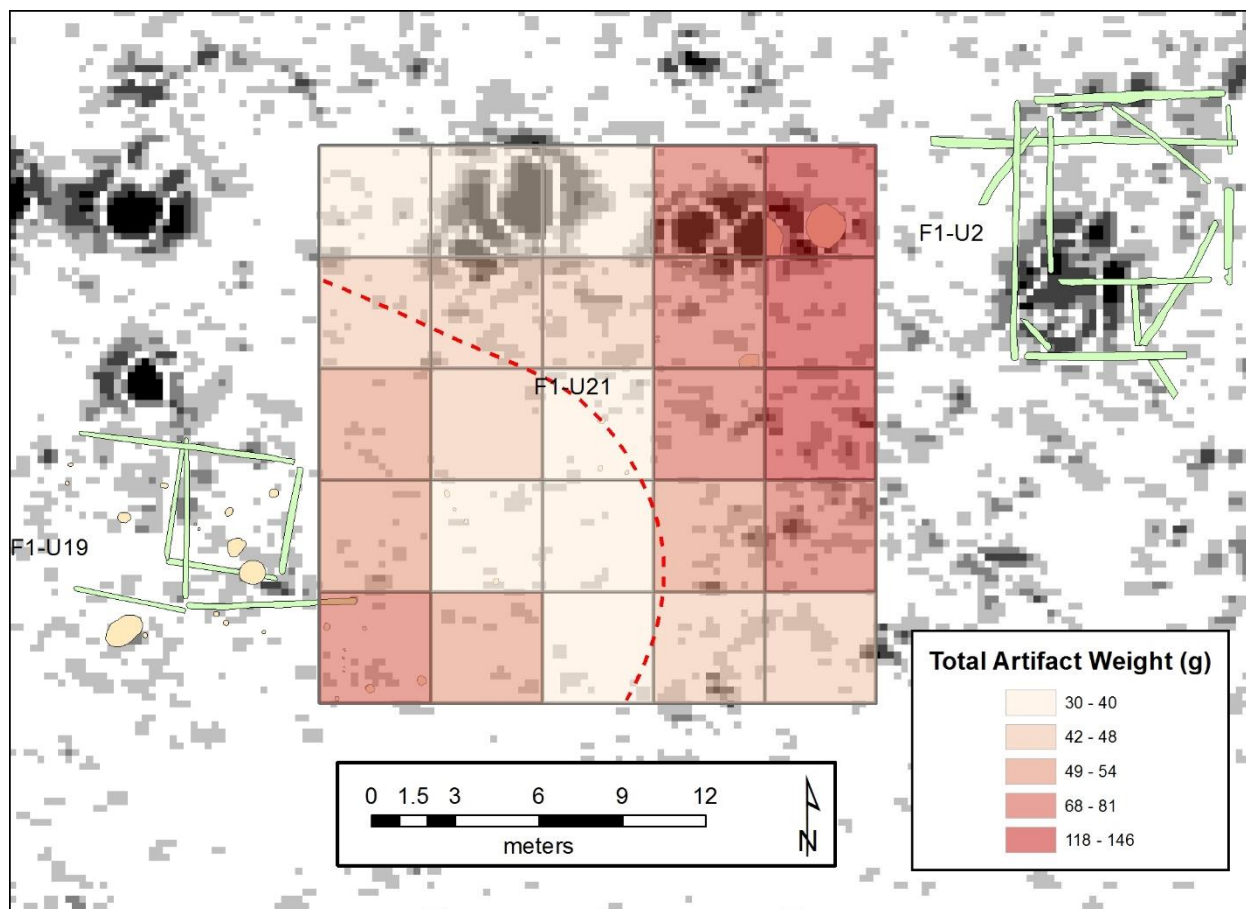 F1-U2
F1-U21
F1-U19
Total Artifact Weight (g)
30 - 40
42 - 48
49 - 54
68 - 81
118 - 146
0 1.5 3 6 9 12
meters
N